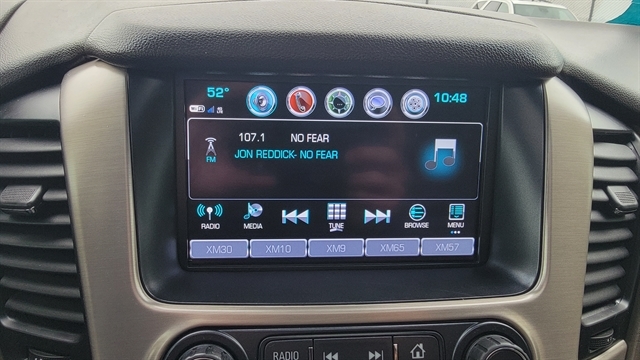 52° 10:48
WiFi
107.1 NO FEAR
FM JON REDDICK- NO FEAR
RADIO MEDIA TUNE BROWSE MENU
XM30 XM10 XM9 XM65 XM57
RADIO